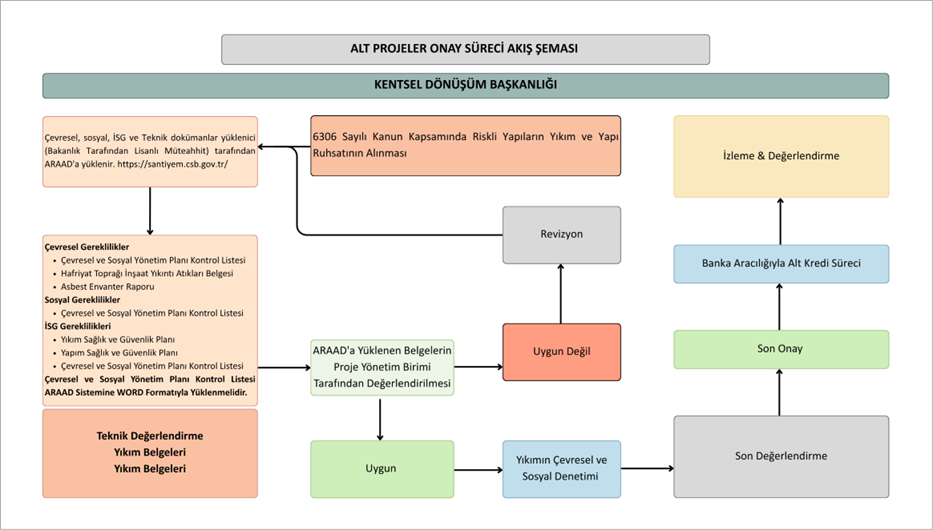 ALT PROJELER ONAY SÜRECİ AKIŞ ŞEMASI
KENTSEL DÖNÜŞÜM BAŞKANLIĞI
Çevresel, sosyal, İSG ve Teknik dokümanlar yüklenici
(Bakanlık Tarafından Lisanlı Müteahhit) tarafından
ARAAD'a yüklenir. https://santiyem.csb.gov.tr/
6306 Sayılı Kanun Kapsamında Riskli Yapıların Yıkım ve Yapı
Ruhsatının Alınması
İzleme & Değerlendirme
Revizyon
Çevresel Gereklilikler
• Çevresel ve Sosyal Yönetim Planı Kontrol Listesi
• Hafriyat Toprağı İnşaat Yıkıntı Atıkları Belgesi
• Asbest Envanter Raporu
Sosyal Gereklilikler
• Çevresel ve Sosyal Yönetim Planı Kontrol Listesi
İSG Gereklilikleri
• Yıkım Sağlık ve Güvenlik Planı
• Yapım Sağlık ve Güvenlik Planı
• Çevresel ve Sosyal Yönetim Planı Kontrol Listesi
Çevresel ve Sosyal Yönetim Planı Kontrol Listesi
ARAAD Sistemine WORD Formatıyla Yüklenmelidir.
Banka Aracılığıyla Alt Kredi Süreci
ARAAD'a Yüklenen Belgelerin
Proje Yönetim Birimi
Tarafından Değerlendirilmesi
Uygun Değil
Son Onay
Teknik Değerlendirme
Yıkım Belgeleri
Yıkım Belgeleri
Uygun
Yıkımın Çevresel ve
Sosyal Denetimi
Son Değerlendirme